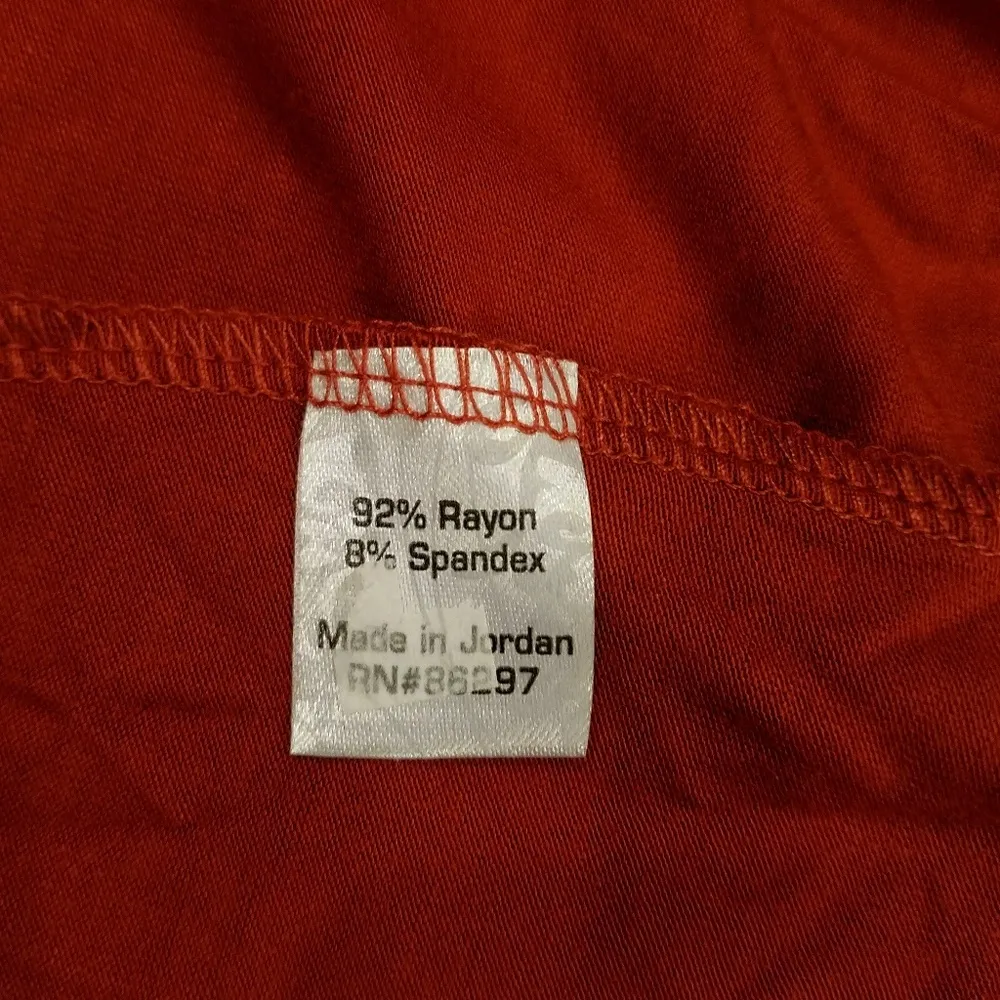 92% Rayon
8% Spandex
Made in Jordan
RN#86297